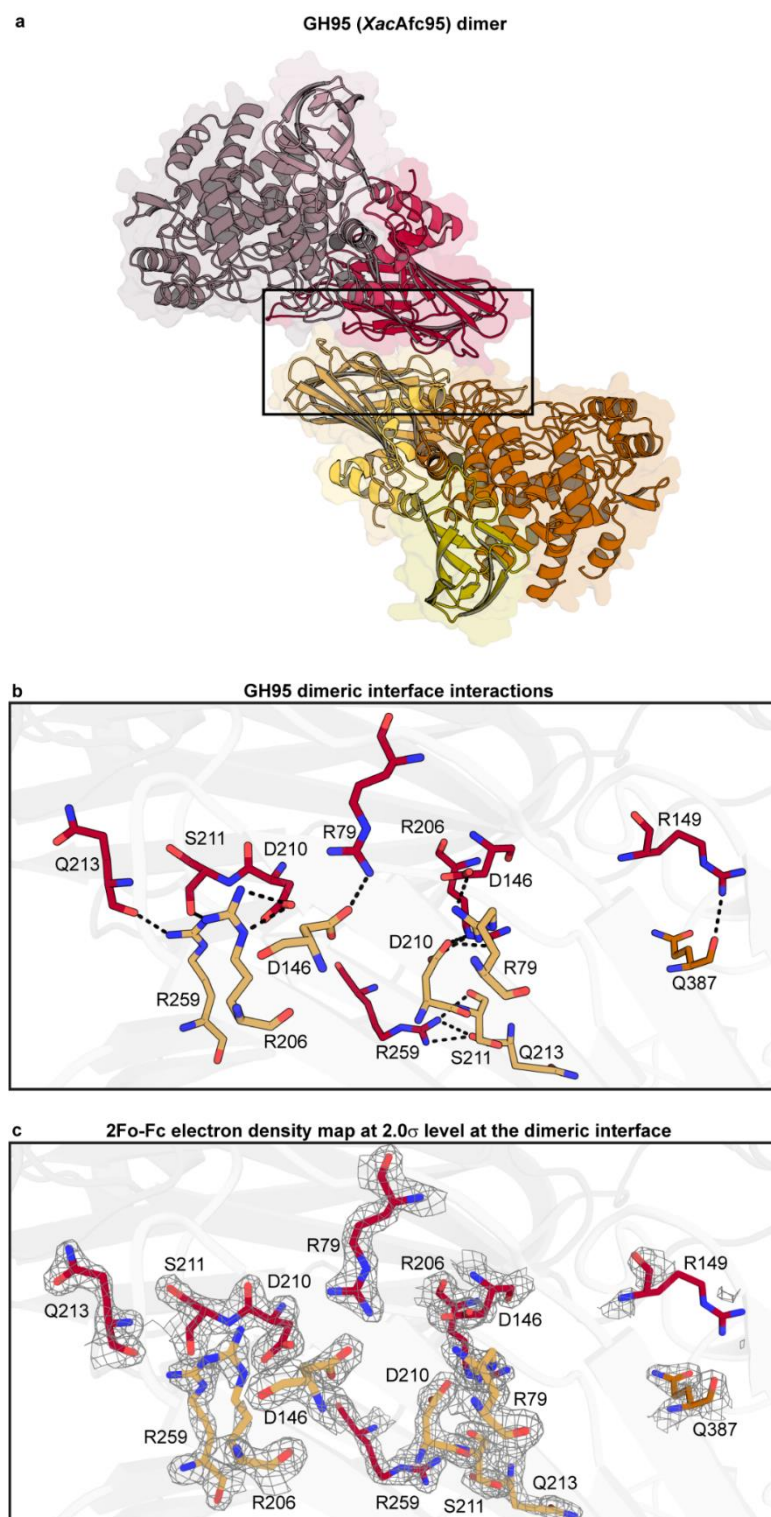 a
GH95 (XacAfc95) dimer
b
GH95 dimeric interface interactions
Q213
S211
D210
R79
R206
D146
R149
D146
D210
R79
Q387
R259
R206
R259
S211
Q213
c
2Fo-Fc electron density map at 2.0σ level at the dimeric interface
Q213
S211
D210
R79
R206
D146
R149
D146
D210
R79
Q387
R259
R206
R259
S211
Q213